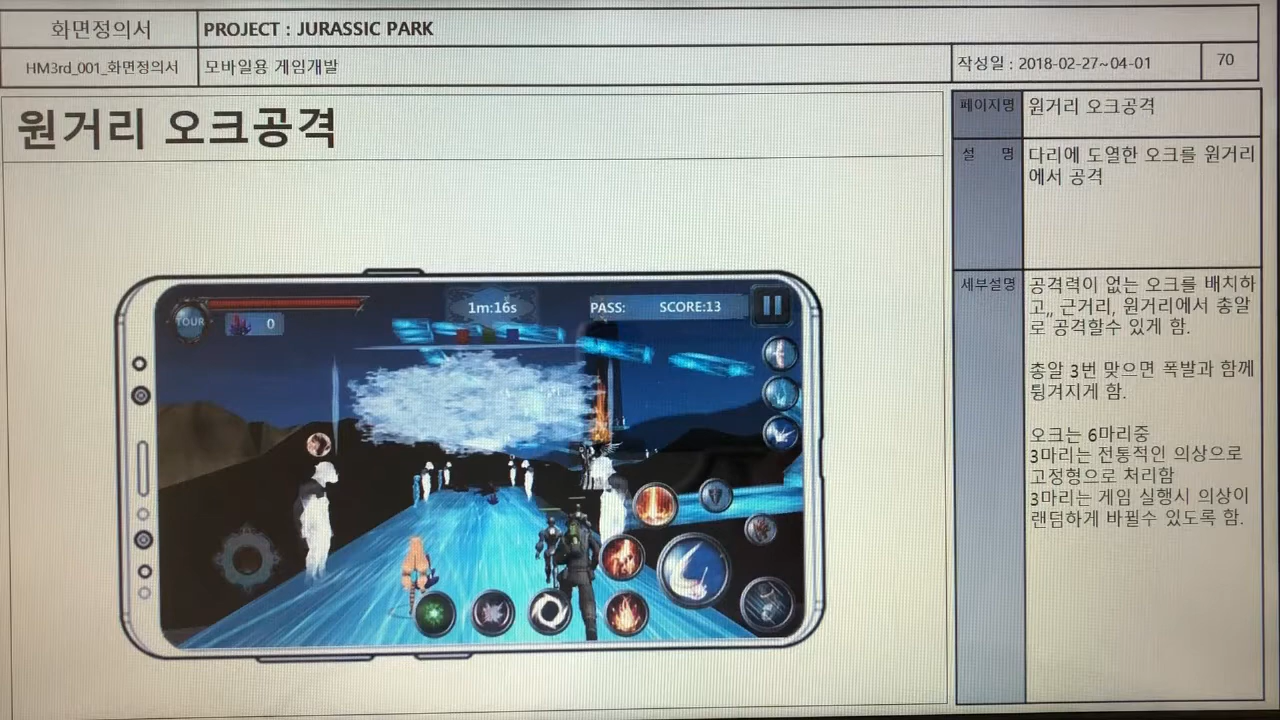 화면정의서
PROJECT : JURASSIC PARK
HM3rd_001_화면정의서
모바일용 게임개발
작성일 : 2018-02-27~04-01
70
원거리 오크공격
페이지명
원거리 오크공격
설 명
다리에 도열한 오크를 원거리
에서 공격
세부설명
공격력이 없는 오크를 배치하
고,, 근거리, 원거리에서 총알
로 공격할수 있게 함.
총알 3번 맞으면 폭발과 함께
튕겨지게 함.
오크는 6마리중
3마리는 전통적인 의상으로
고정형으로 처리함
3마리는 게임 실행시 의상이
랜덤하게 바뀔수 있도록 함.
TOUR
0
1m:16s
PASS:
SCORE:13